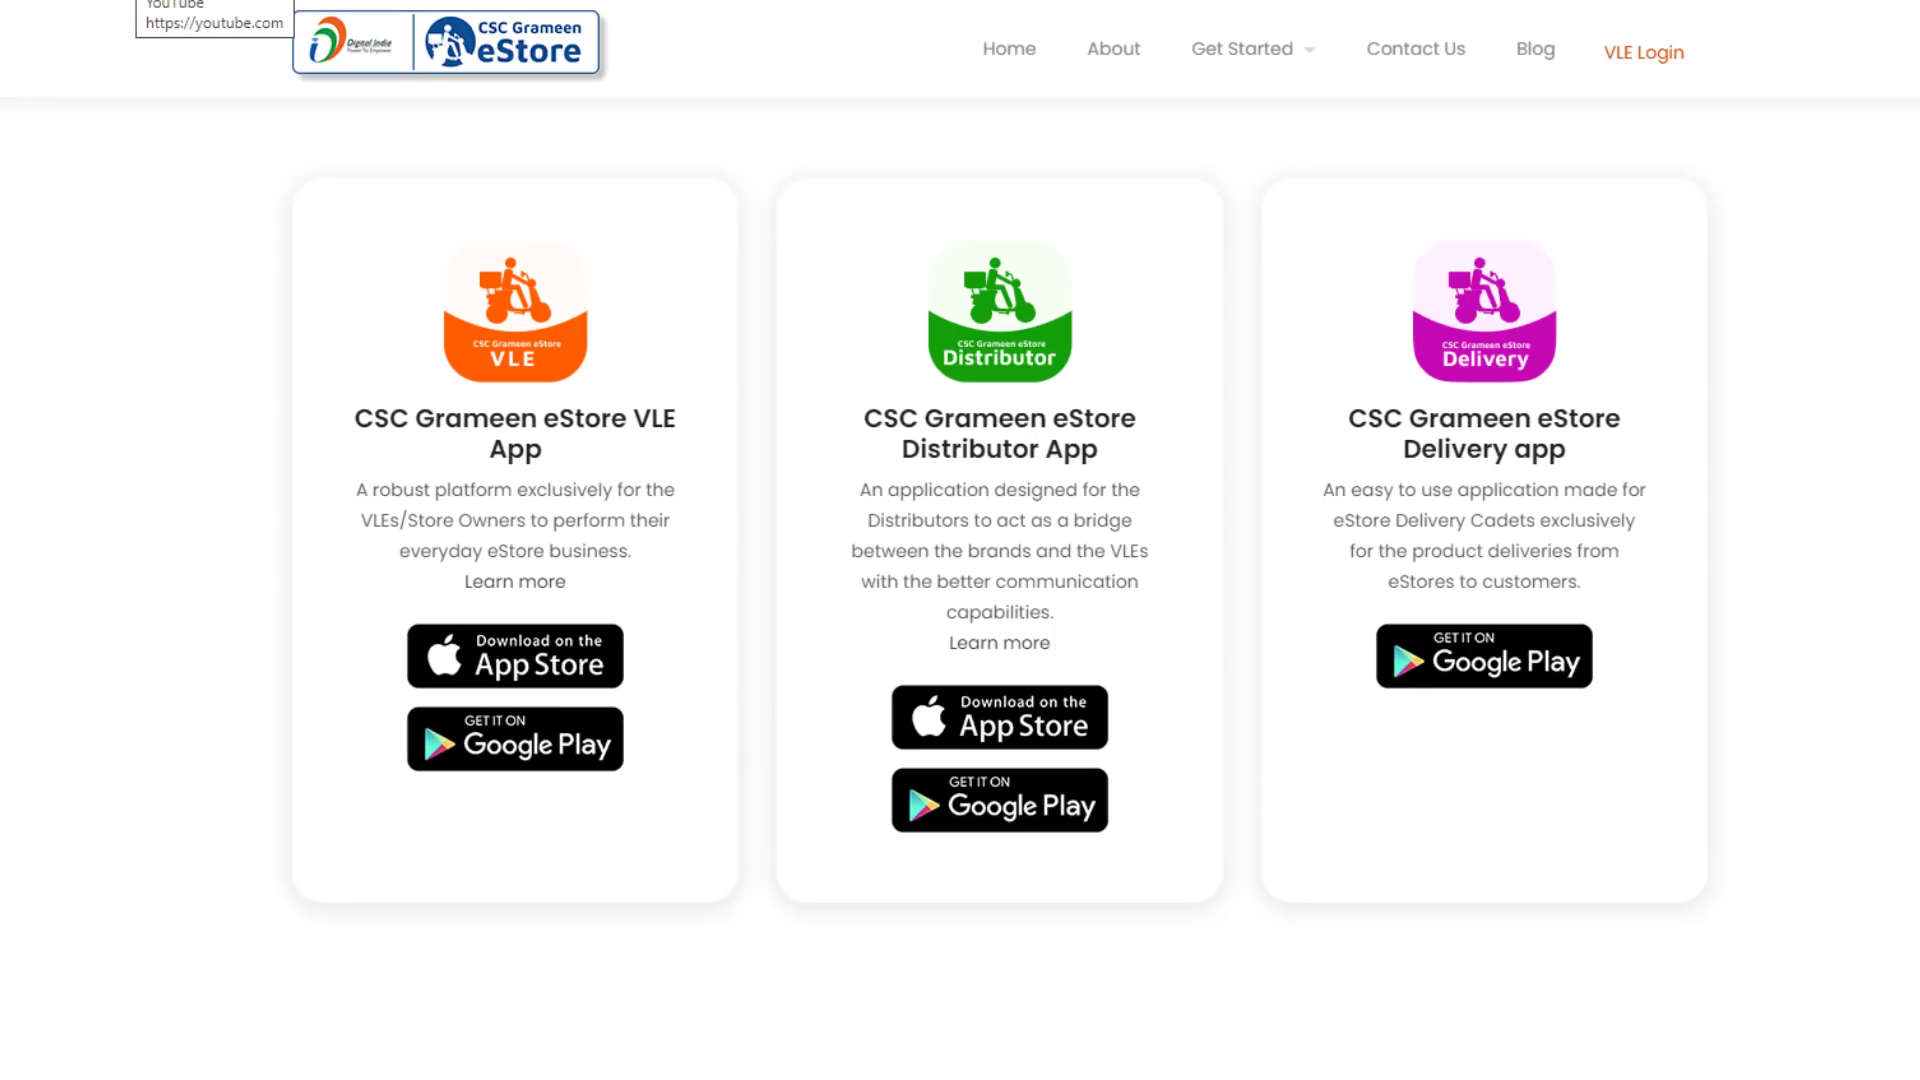 YouTube
https://youtube.com
Digital India
Power To Empower
CSC Grameen
eStore
Home
About
Get Started
Contact Us
Blog
VLE Login
CSC Grameen eStore
VLE
CSC Grameen eStore VLE
App
A robust platform exclusively for the
VLEs/Store Owners to perform their
everyday eStore business.
Learn more
Download on the
App Store
GET IT ON
Google Play
CSC Grameen eStore
Distributor
CSC Grameen eStore
Distributor App
An application designed for the
Distributors to act as a bridge
between the brands and the VLEs
with the better communication
capabilities.
Learn more
Download on the
App Store
GET IT ON
Google Play
CSC Grameen eStore
Delivery
CSC Grameen eStore
Delivery app
An easy to use application made for
eStore Delivery Cadets exclusively
for the product deliveries from
eStores to customers.
GET IT ON
Google Play